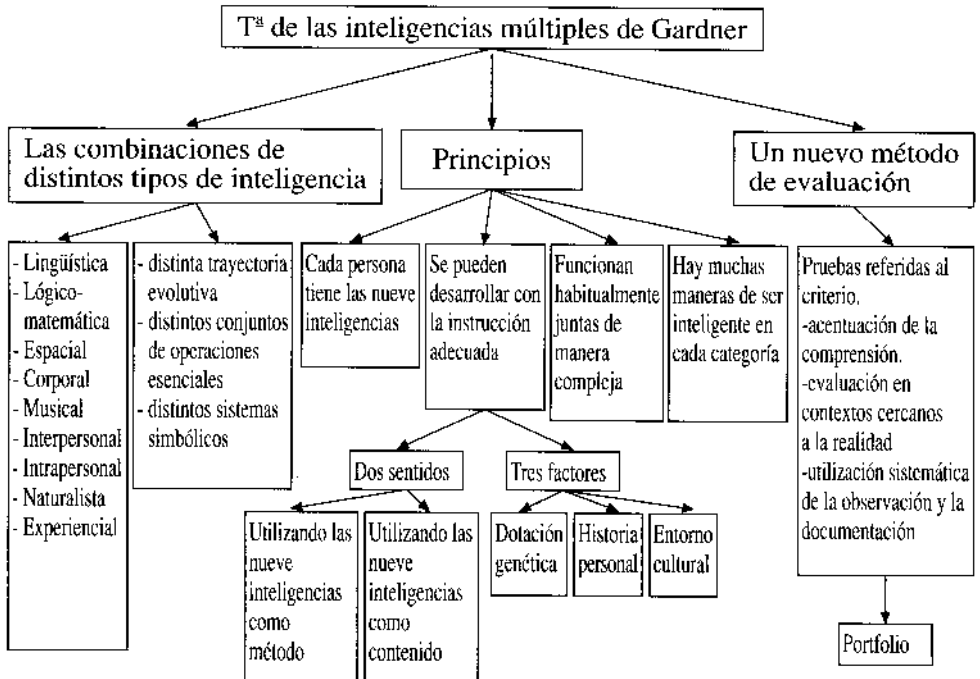 Tª de las inteligencias múltiples de Gardner
Las combinaciones de
distintos tipos de inteligencia
Principios
Un nuevo método
de evaluación
- Lingüística
- Lógico-
matemática
- Espacial
- Corporal
- Musical
- Interpersonal
- Intrapersonal
- Naturalista
- Experiencial
- distinta trayectoria
evolutiva
- distintos conjuntos
de operaciones
esenciales
- distintos sistemas
simbólicos
Cada persona
tiene las nueve
inteligencias
Se pueden
desarrollar con
la instrucción
adecuada
Funcionan
habitualmente
juntas de
manera
compleja
Hay muchas
maneras de ser
inteligente en
cada categoría
Pruebas referidas al
criterio.
-acentuación de la
comprensión.
-evaluación en
contextos cercanos
a la realidad
-utilización sistemática
de la observación y la
documentación
Dos sentidos
Tres factores
Utilizando las
nueve
inteligencias
como
método
Utilizando las
nueve
inteligencias
como
contenido
Dotación
genética
Historia
personal
Entorno
cultural
Portfolio